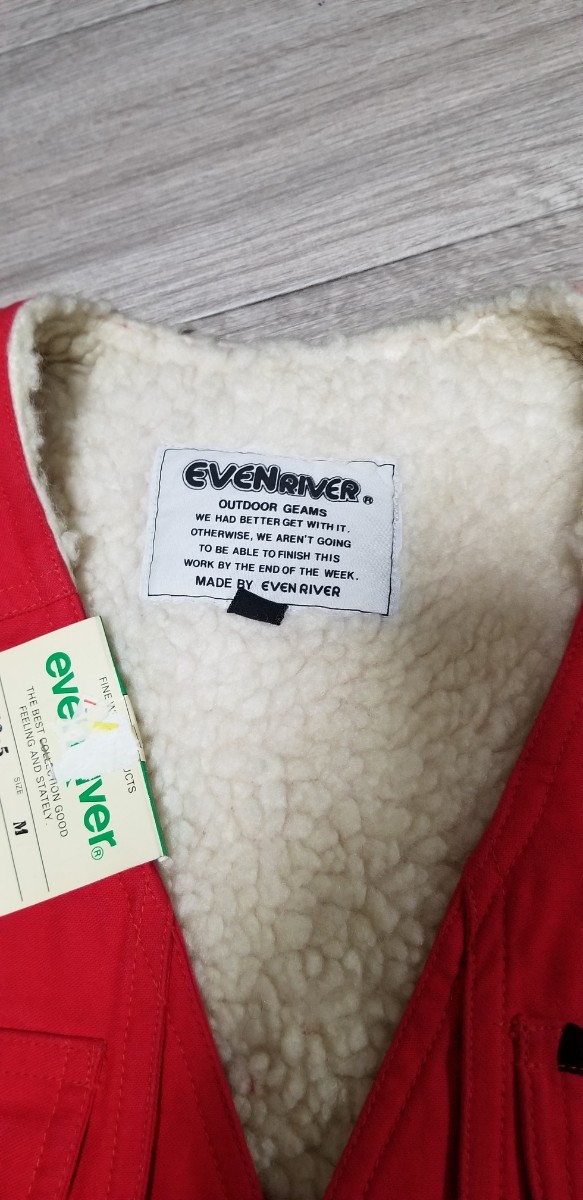 EVENRIVER®
OUTDOOR GEAMS
WE HAD BETTER GET WITH IT.
OTHERWISE, WE AREN'T GOING
TO BE ABLE TO FINISH THIS
WORK BY THE END OF THE WEEK.
MADE BY EVENRIVER
FINE
even river®
THE BEST COLLECTION GOOD
FEELING AND STATELY.
SIZE M